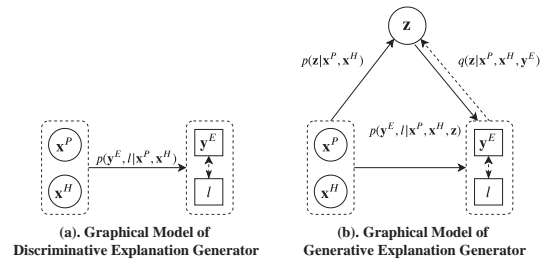 z
p(z|x^P, x^H)
q(z|x^P, x^H, y^E)
x^P
x^H
p(y^E, l|x^P, x^H)
y^E
l
x^P
x^H
p(y^E, l|x^P, x^H, z)
y^E
l
(a). Graphical Model of
Discriminative Explanation Generator
(b). Graphical Model of
Generative Explanation Generator